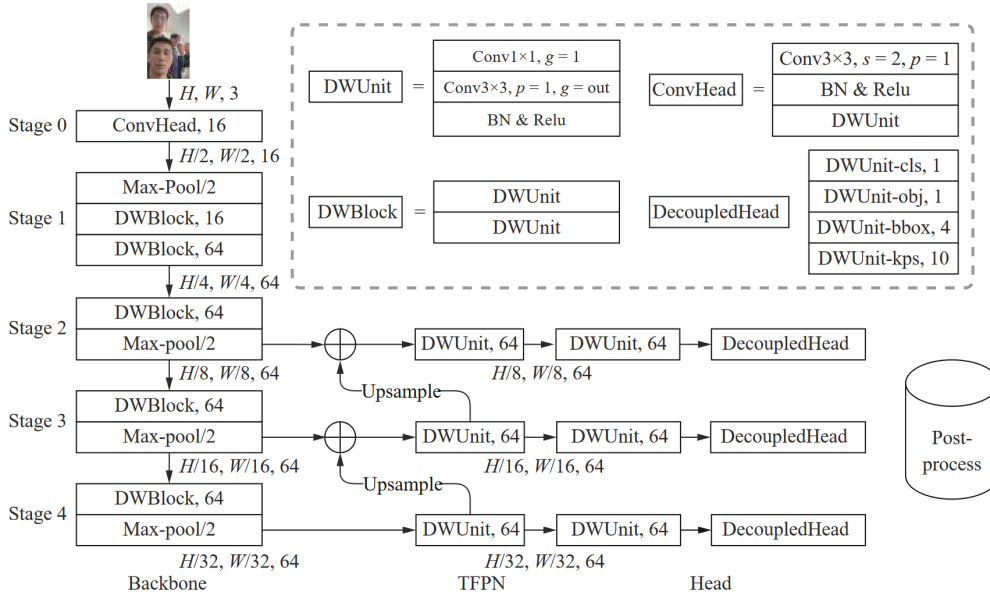 H, W, 3
Stage 0
ConvHead, 16
H/2, W/2, 16
Stage 1
Max-Pool/2
DWBlock, 16
DWBlock, 64
H/4, W/4, 64
Stage 2
DWBlock, 64
Max-pool/2
H/8, W/8, 64
Stage 3
DWBlock, 64
Max-pool/2
H/16, W/16, 64
Stage 4
DWBlock, 64
Max-pool/2
H/32, W/32, 64
Backbone
DWUnit
=
Conv1×1, g = 1
Conv3×3, p = 1, g = out
BN & Relu
ConvHead
=
Conv3×3, s = 2, p = 1
BN & Relu
DWUnit
DWBlock
=
DWUnit
DWUnit
DecoupledHead
DWUnit-cls, 1
DWUnit-obj, 1
DWUnit-bbox, 4
DWUnit-kps, 10
DWUnit, 64
DWUnit, 64
DecoupledHead
H/8, W/8, 64
Upsample
DWUnit, 64
DWUnit, 64
DecoupledHead
H/16, W/16, 64
Upsample
DWUnit, 64
DWUnit, 64
DecoupledHead
H/32, W/32, 64
TFPN
Head
Post-
process